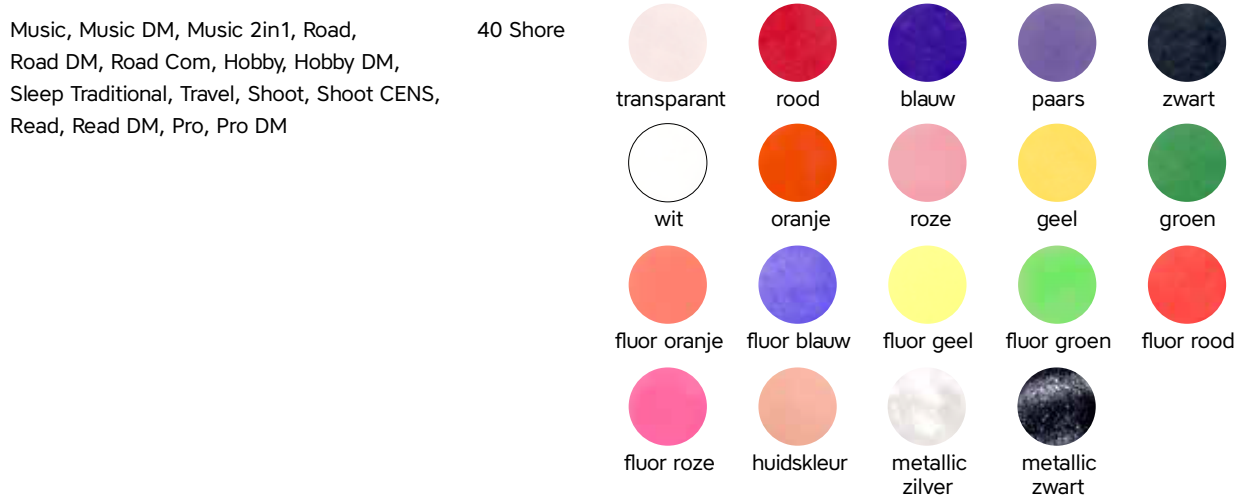 Music, Music DM, Music 2in1, Road,
Road DM, Road Com, Hobby, Hobby DM,
Sleep Traditional, Travel, Shoot, Shoot CENS,
Read, Read DM, Pro, Pro DM
40 Shore
transparant rood blauw paars zwart
wit oranje roze geel groen
fluor oranje fluor blauw fluor geel fluor groen fluor rood
fluor roze huidskleur metallic metallic
zilver zwart